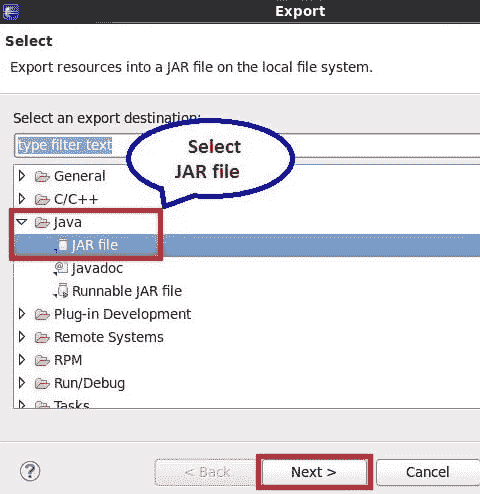 Export
Select
Export resources into a JAR file on the local file system.
Select an export destination:
type filter text
Select
JAR file
General
C/C++
Java
JAR file
Javadoc
Runnable JAR file
Plug-in Development
Remote Systems
RPM
Run/Debug
Tasks
?
< Back
Next >
Cancel